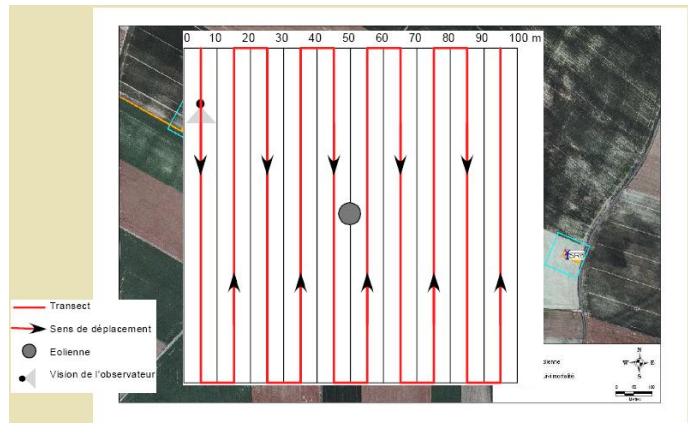 0 10 20 30 40 50 60 70 80 90 100 m
Transect
Sens de déplacement
Eolienne
Vision de l'observateur
N
W E
S